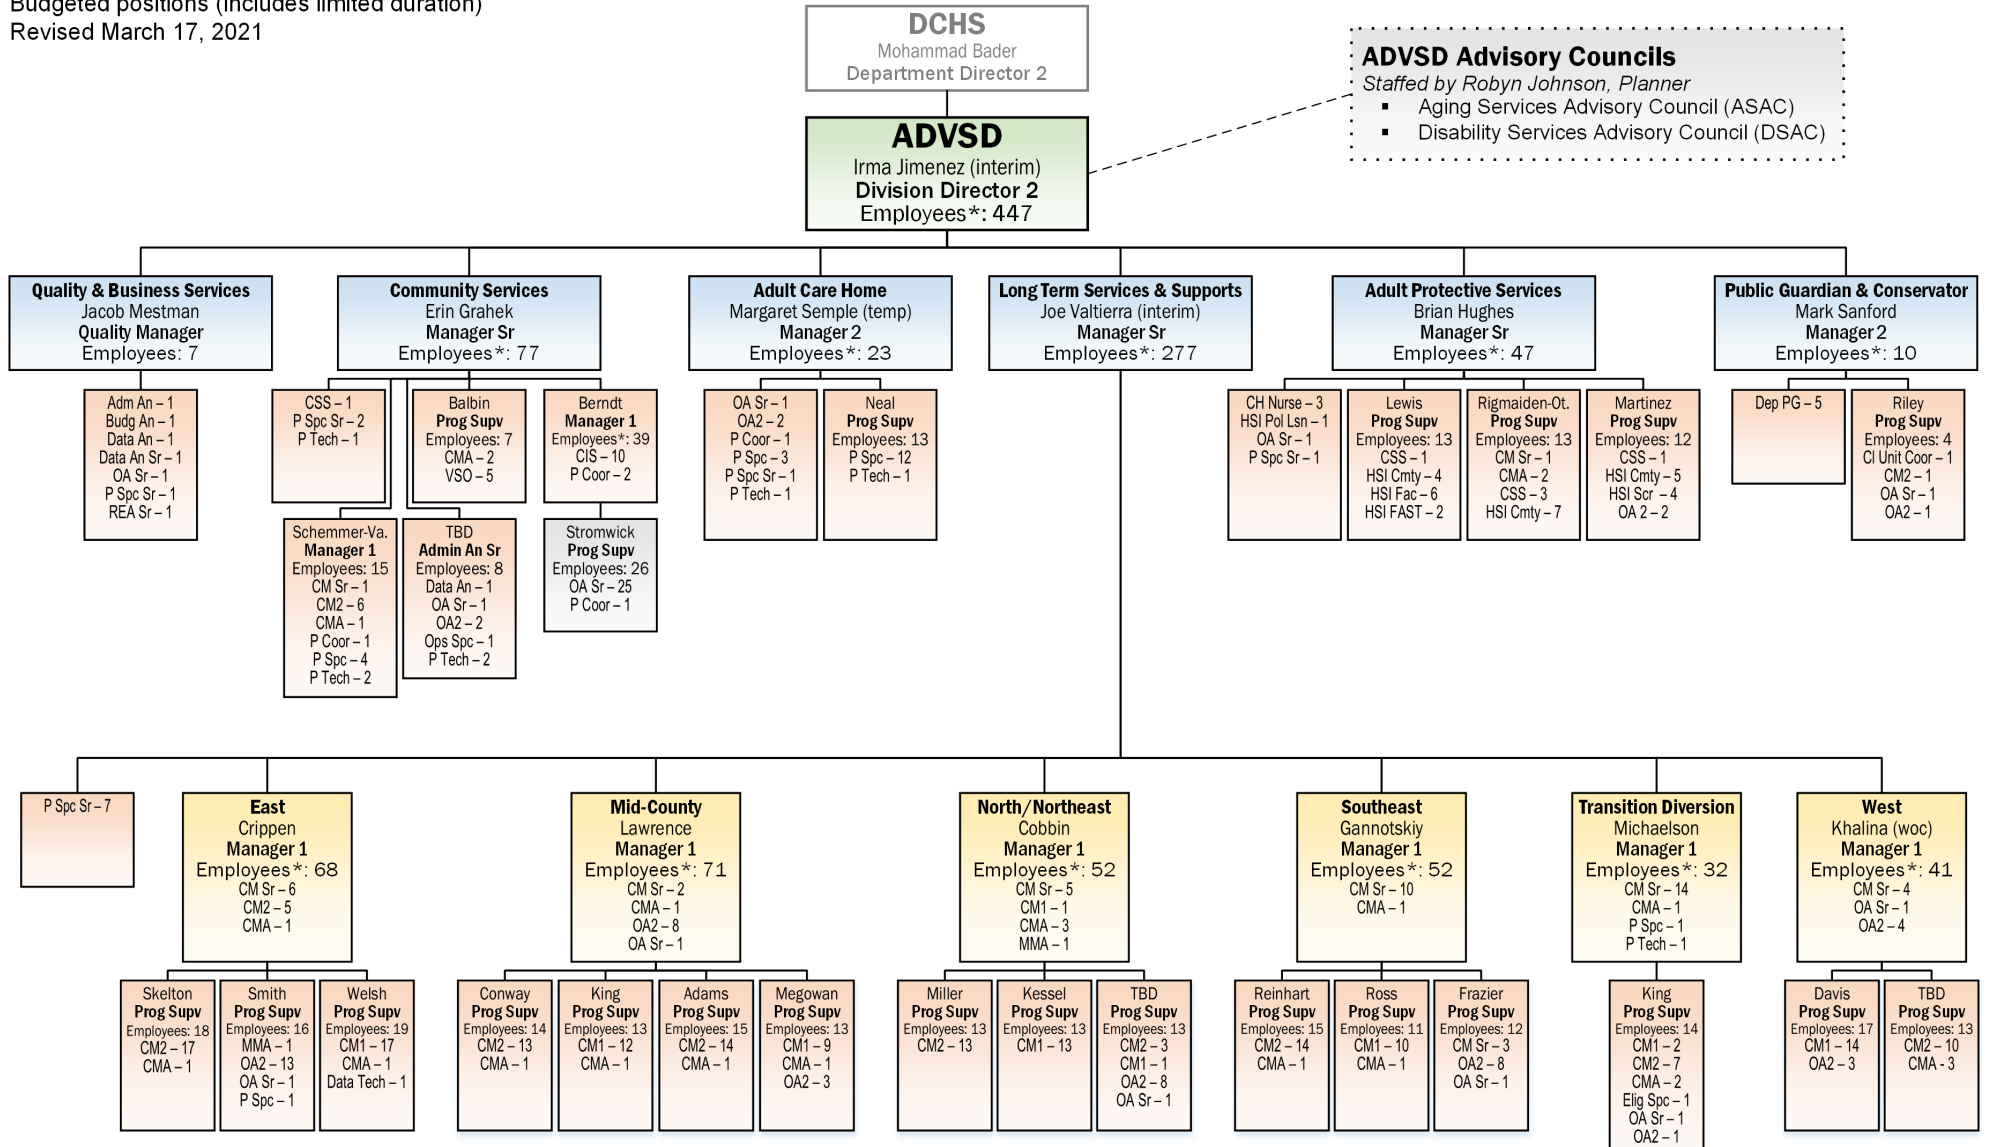 Budgeted positions (includes limited duration)
Revised March 17, 2021
DCHS
Mohammad Bader
Department Director 2
ADVSD Advisory Councils
Staffed by Robyn Johnson, Planner
▪ Aging Services Advisory Council (ASAC)
▪ Disability Services Advisory Council (DSAC)
ADVSD
Irma Jimenez (interim)
Division Director 2
Employees*: 447
Quality & Business Services
Jacob Mestman
Quality Manager
Employees: 7
Community Services
Erin Grahek
Manager Sr
Employees*: 77
Adult Care Home
Margaret Semple (temp)
Manager 2
Employees*: 23
Long Term Services & Supports
Joe Valtierra (interim)
Manager Sr
Employees*: 277
Adult Protective Services
Brian Hughes
Manager Sr
Employees*: 47
Public Guardian & Conservator
Mark Sanford
Manager 2
Employees*: 10
Adm An – 1
Budg An – 1
Data An – 1
Data An Sr – 1
OA Sr – 1
P Spc Sr – 1
REA Sr – 1
CSS – 1
P Spc Sr – 2
P Tech – 1
Balbin
Prog Supv
Employees: 7
CMA – 2
VSO – 5
Berndt
Manager 1
Employees*: 39
CIS – 10
P Coor – 2
Schemmer-Va.
Manager 1
Employees: 15
CM Sr – 1
CM2 – 6
CMA – 1
P Coor – 1
P Spc – 4
P Tech – 2
TBD
Admin An Sr
Employees: 8
Data An – 1
OA Sr – 1
OA2 – 2
Ops Spc – 1
P Tech – 2
Stromwick
Prog Supv
Employees: 26
OA Sr – 25
P Coor – 1
OA Sr – 1
OA2 – 2
P Coor – 1
P Spc – 3
P Spc Sr – 1
P Tech – 1
Neal
Prog Supv
Employees: 13
P Spc – 12
P Tech – 1
CH Nurse – 3
HSI Pol Lsn – 1
OA Sr – 1
P Spc Sr – 1
Lewis
Prog Supv
Employees: 13
CSS – 1
HSI Cmty – 4
HSI Fac – 6
HSI FAST – 2
Rigmaiden-Ot.
Prog Supv
Employees: 13
CM Sr – 1
CMA – 2
CSS – 3
HSI Cmty – 7
Martinez
Prog Supv
Employees: 12
CSS – 1
HSI Cmty – 5
HSI Scr – 4
OA 2 – 2
Dep PG – 5
Riley
Prog Supv
Employees: 4
Cl Unit Coor – 1
CM2 – 1
OA Sr – 1
OA2 – 1
P Spc Sr – 7
East
Crippen
Manager 1
Employees*: 68
CM Sr – 6
CM2 – 5
CMA – 1
Mid-County
Lawrence
Manager 1
Employees*: 71
CM Sr – 2
CMA – 1
OA2 – 8
OA Sr – 1
North/Northeast
Cobbin
Manager 1
Employees*: 52
CM Sr – 5
CM1 – 1
CMA – 3
MMA – 1
Southeast
Gannotskiy
Manager 1
Employees*: 52
CM Sr – 10
CMA – 1
Transition Diversion
Michaelson
Manager 1
Employees*: 32
CM Sr – 14
CMA – 1
P Spc – 1
P Tech – 1
West
Khalina (woc)
Manager 1
Employees*: 41
CM Sr – 4
OA Sr – 1
OA2 – 4
Skelton
Prog Supv
Employees: 18
CM2 – 17
CMA – 1
Smith
Prog Supv
Employees: 16
MMA – 1
OA2 – 13
OA Sr – 1
P Spc – 1
Welsh
Prog Supv
Employees: 19
CM1 – 17
CMA – 1
Data Tech – 1
Conway
Prog Supv
Employees: 14
CM2 – 13
CMA – 1
King
Prog Supv
Employees: 13
CM1 – 12
CMA – 1
Adams
Prog Supv
Employees: 15
CM2 – 14
CMA – 1
Megowan
Prog Supv
Employees: 13
CM1 – 9
CMA – 1
OA2 – 3
Miller
Prog Supv
Employees: 13
CM2 – 13
Kessel
Prog Supv
Employees: 13
CM1 – 13
TBD
Prog Supv
Employees: 13
CM2 – 3
CM1 – 1
OA2 – 8
OA Sr – 1
Reinhart
Prog Supv
Employees: 15
CM2 – 14
CMA – 1
Ross
Prog Supv
Employees: 11
CM1 – 10
CMA – 1
Frazier
Prog Supv
Employees: 12
CM Sr – 3
OA2 – 8
OA Sr – 1
King
Prog Supv
Employees: 14
CM1 – 2
CM2 – 7
CMA – 2
Elig Spc – 1
OA Sr – 1
OA2 – 1
Davis
Prog Supv
Employees: 17
CM1 – 14
OA2 – 3
TBD
Prog Supv
Employees: 13
CM2 – 10
CMA - 3